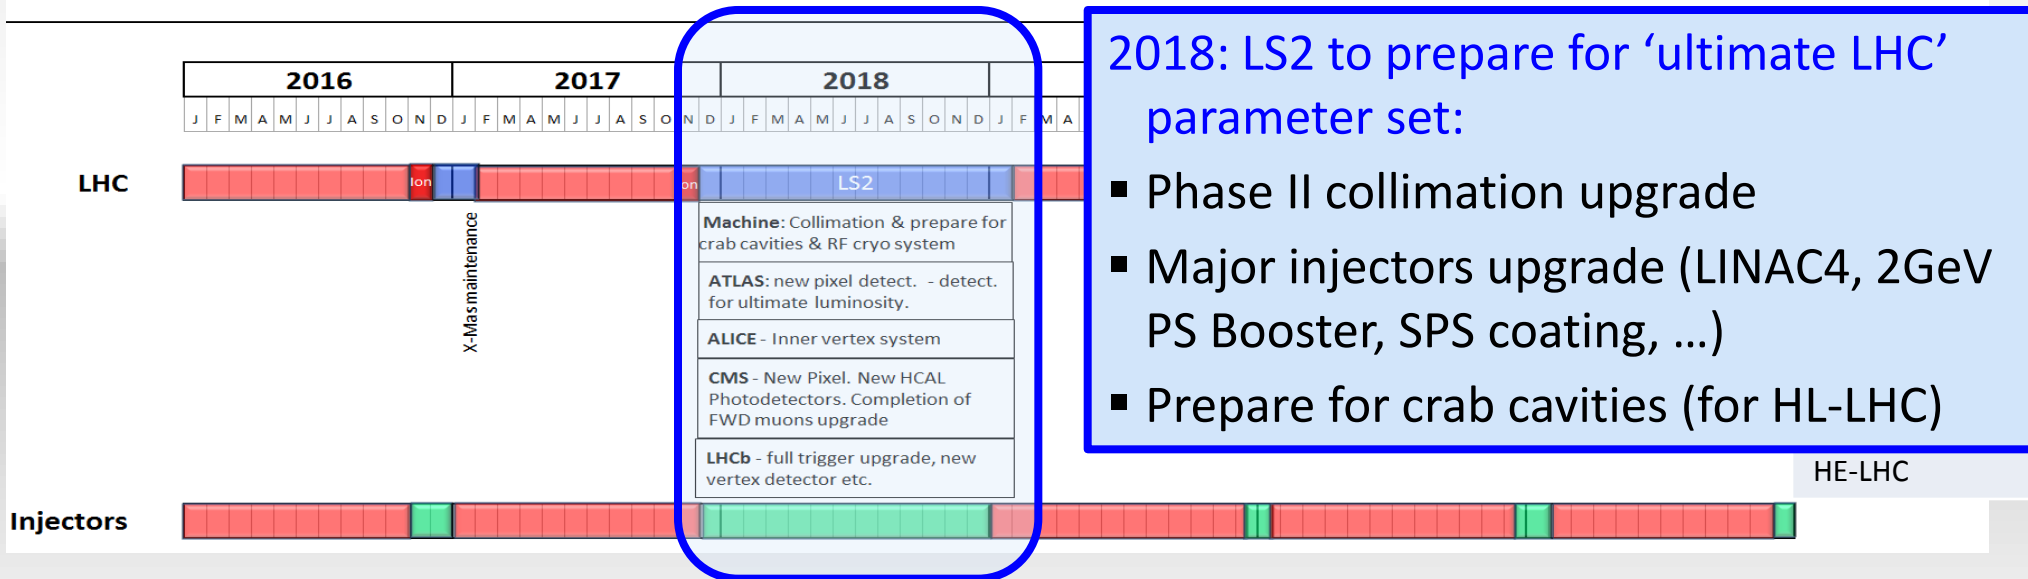 2016 2017 2018
J F M A M J J A S O N D J F M A M J J A S O N D J F M A M J J A S O N D J F M A
LHC
Ion
on
LS2
X-Mas maintenance
Machine: Collimation & prepare for
crab cavities & RF cryo system
ATLAS: new pixel detect. - detect.
for ultimate luminosity.
ALICE - Inner vertex system
CMS - New Pixel. New HCAL
Photodetectors. Completion of
FWD muons upgrade
LHCb - full trigger upgrade, new
vertex detector etc.
Injectors
2018: LS2 to prepare for ‘ultimate LHC’
parameter set:
▪ Phase II collimation upgrade
▪ Major injectors upgrade (LINAC4, 2GeV
PS Booster, SPS coating, …)
▪ Prepare for crab cavities (for HL-LHC)
HE-LHC